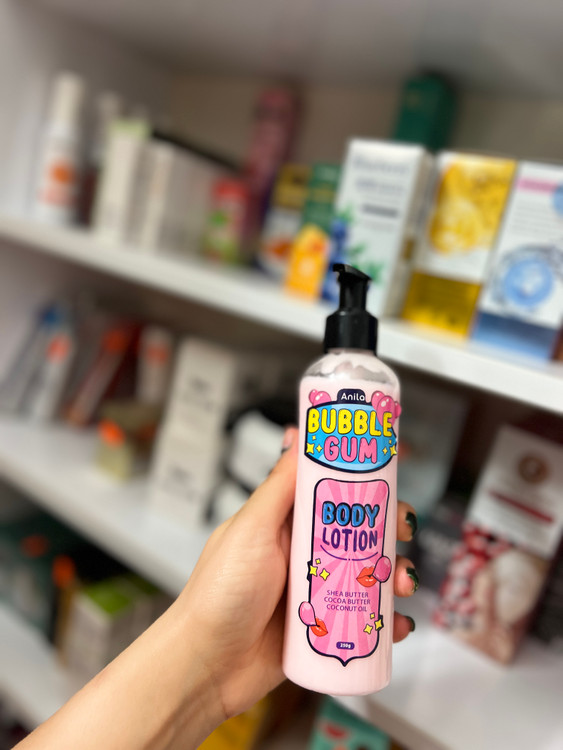 Anila
BUBBLE
GUM
BODY
LOTION
SHEA BUTTER
COCOA BUTTER
COCONUT OIL
250g